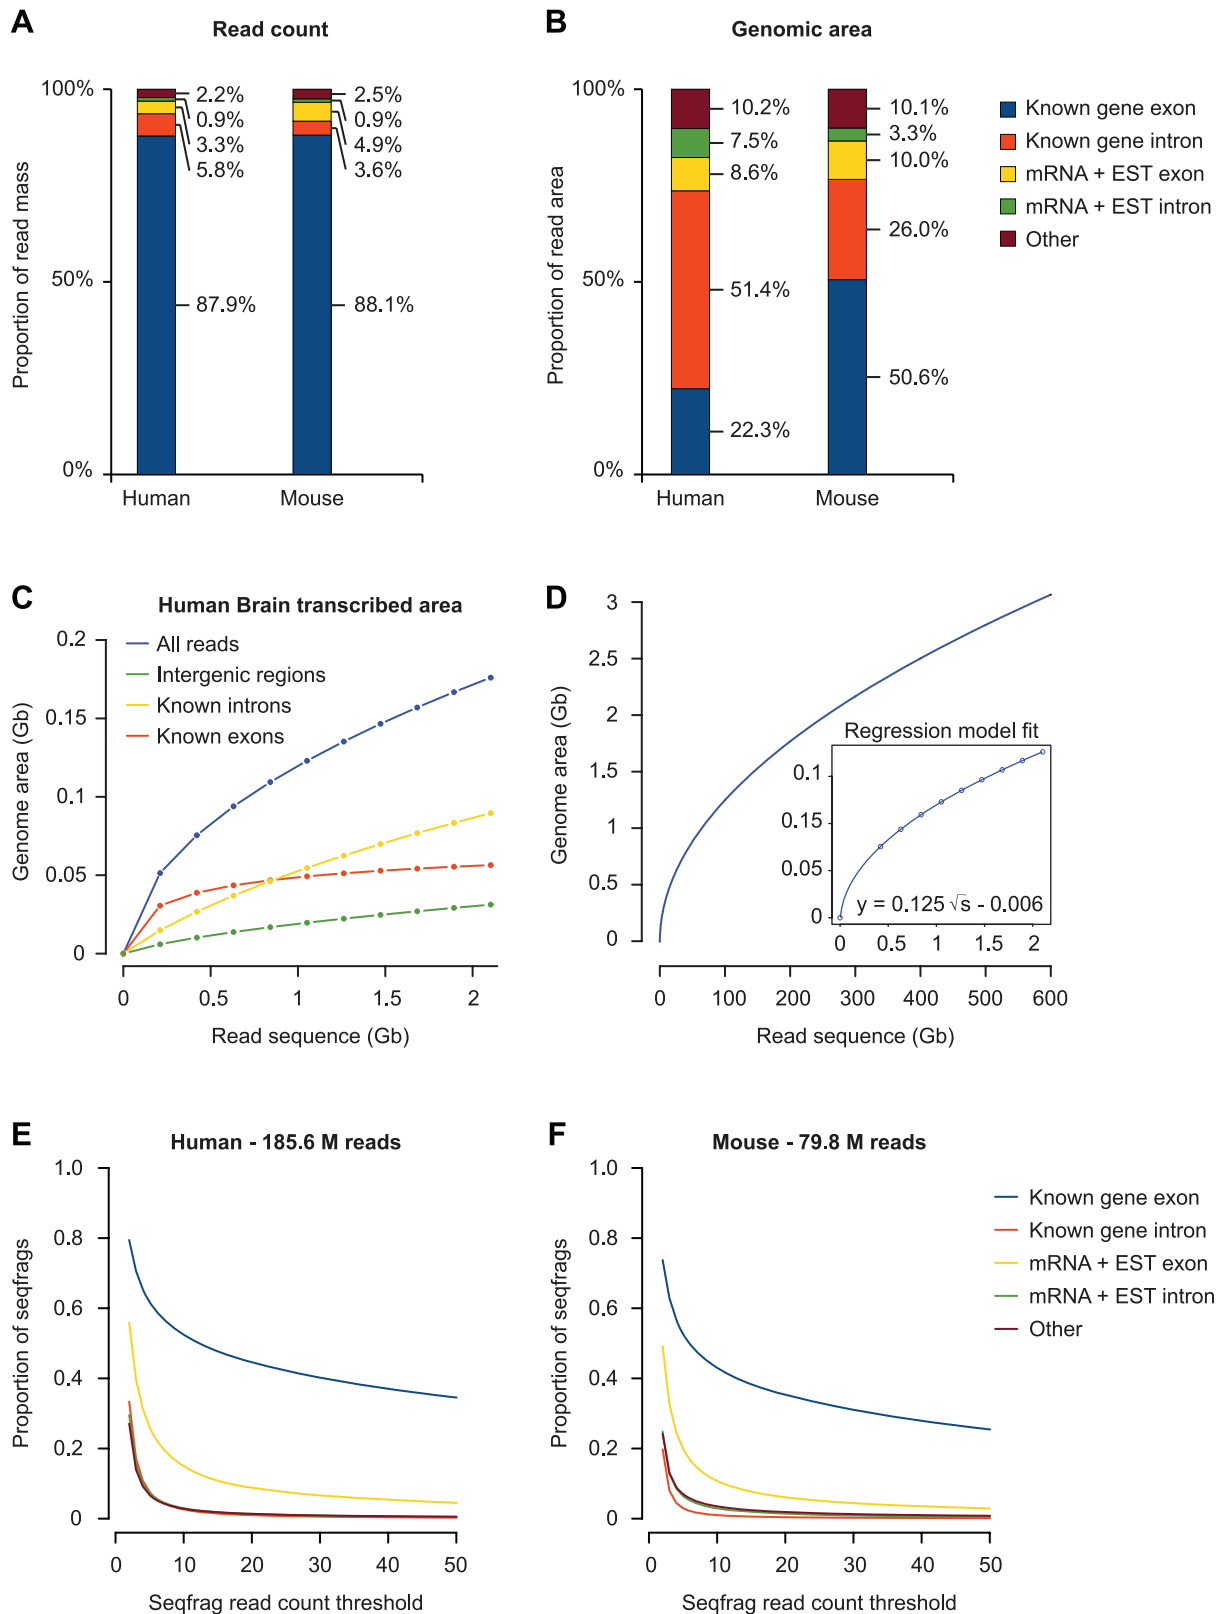 A
Read count
100%
50%
0%
Proportion of read mass
2.2%
0.9%
3.3%
5.8%
87.9%
2.5%
0.9%
4.9%
3.6%
88.1%
Human
Mouse
B
Genomic area
100%
50%
0%
Proportion of read area
10.2%
7.5%
8.6%
51.4%
22.3%
10.1%
3.3%
10.0%
26.0%
50.6%
Human
Mouse
Known gene exon
Known gene intron
mRNA + EST exon
mRNA + EST intron
Other
C
Human Brain transcribed area
All reads
Intergenic regions
Known introns
Known exons
0.2
0.15
0.1
0.05
0
Genome area (Gb)
0
0.5
1
1.5
2
Read sequence (Gb)
D
3
2.5
2
1.5
1
0.5
0
Genome area (Gb)
Regression model fit
0.1
0.15
0.05
0
y = 0.125 √s - 0.006
0 0.5 1 1.5 2
0 100 200 300 400 500 600
Read sequence (Gb)
E
Human - 185.6 M reads
1.0
0.8
0.6
0.4
0.2
0
Proportion of seqfrags
0 10 20 30 40 50
Seqfrag read count threshold
F
Mouse - 79.8 M reads
1.0
0.8
0.6
0.4
0.2
0
Proportion of seqfrags
0 10 20 30 40 50
Seqfrag read count threshold
Known gene exon
Known gene intron
mRNA + EST exon
mRNA + EST intron
Other